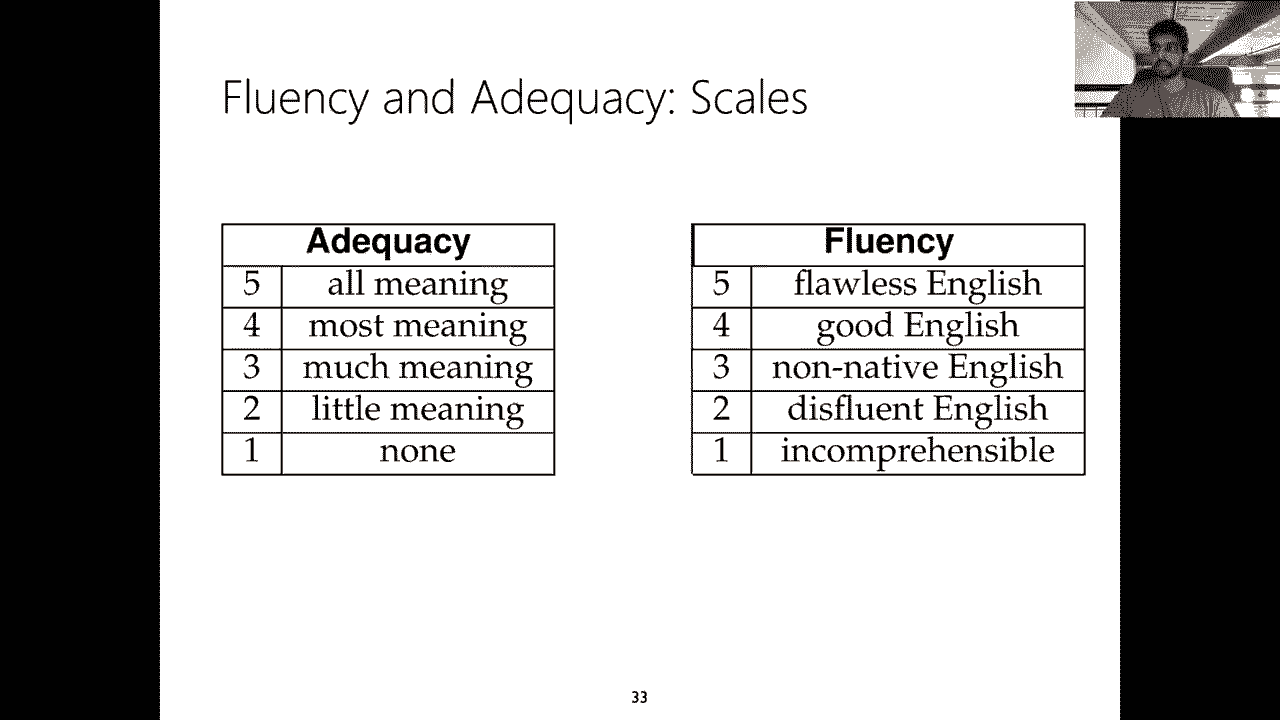 Fluency and Adequacy: Scales
Adequacy
5 all meaning
4 most meaning
3 much meaning
2 little meaning
1 none
Fluency
5 flawless English
4 good English
3 non-native English
2 disfluent English
1 incomprehensible
33